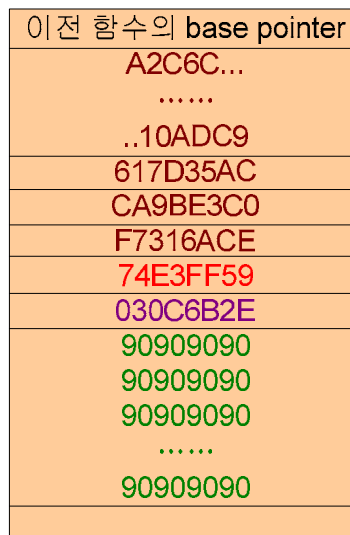 이전 함수의 base pointer
A2C6C...
......
..10ADC9
617D35AC
CA9BE3C0
F7316ACE
74E3FF59
030C6B2E
90909090
90909090
90909090
......
90909090